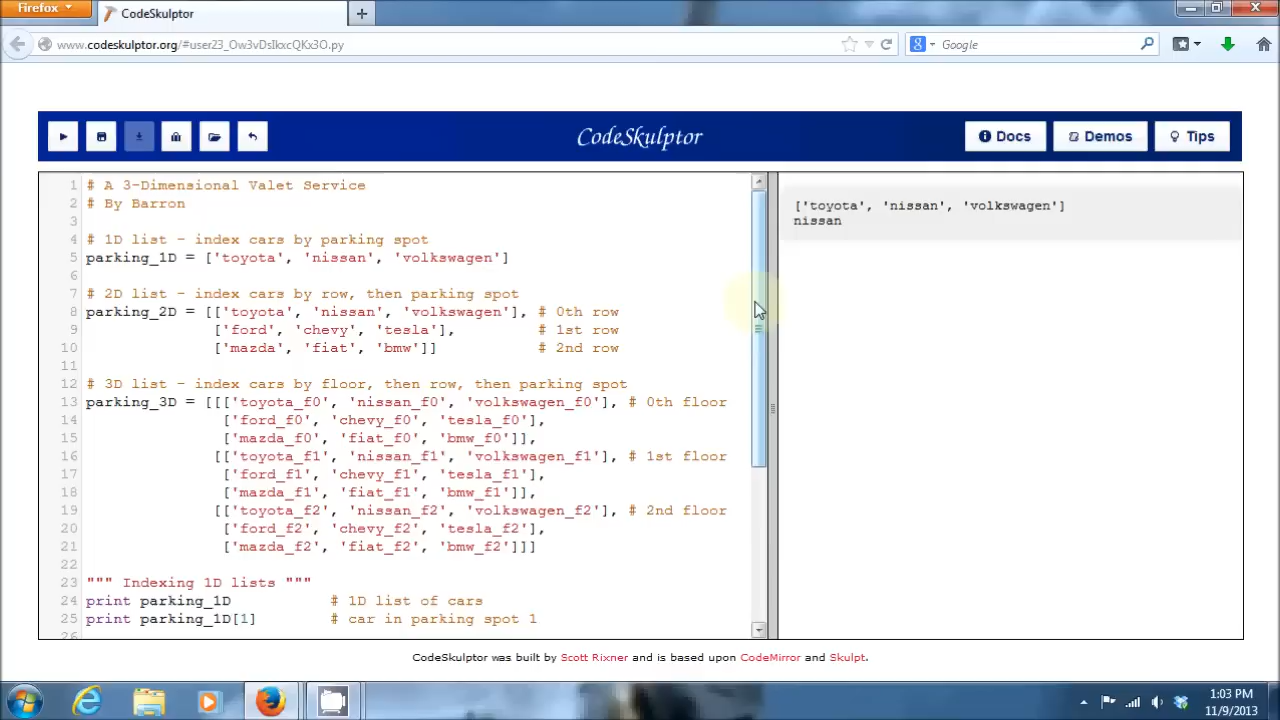 Firefox
CodeSkulptor
www.codeskulptor.org/#user23_Ow3vDsIkxcQKx3O.py
Google
CodeSkulptor
Docs
Demos
Tips
1 # A 3-Dimensional Valet Service
2 # By Barron
3
4 # 1D list - index cars by parking spot
5 parking_1D = ['toyota', 'nissan', 'volkswagen']
6
7 # 2D list - index cars by row, then parking spot
8 parking_2D = [['toyota', 'nissan', 'volkswagen'], # 0th row
9 ['ford', 'chevy', 'tesla'], # 1st row
10 ['mazda', 'fiat', 'bmw']] # 2nd row
11
12 # 3D list - index cars by floor, then row, then parking spot
13 parking_3D = [[['toyota_f0', 'nissan_f0', 'volkswagen_f0'], # 0th floor
14 ['ford_f0', 'chevy_f0', 'tesla_f0'],
15 ['mazda_f0', 'fiat_f0', 'bmw_f0']],
16 [['toyota_f1', 'nissan_f1', 'volkswagen_f1'], # 1st floor
17 ['ford_f1', 'chevy_f1', 'tesla_f1'],
18 ['mazda_f1', 'fiat_f1', 'bmw_f1']],
19 [['toyota_f2', 'nissan_f2', 'volkswagen_f2'], # 2nd floor
20 ['ford_f2', 'chevy_f2', 'tesla_f2'],
21 ['mazda_f2', 'fiat_f2', 'bmw_f2']]]
22
23 """ Indexing 1D lists """
24 print parking_1D # 1D list of cars
25 print parking_1D[1] # car in parking spot 1
26
['toyota', 'nissan', 'volkswagen']
nissan
CodeSkulptor was built by Scott Rixner and is based upon CodeMirror and Skulpt.
1:03 PM
11/9/2013